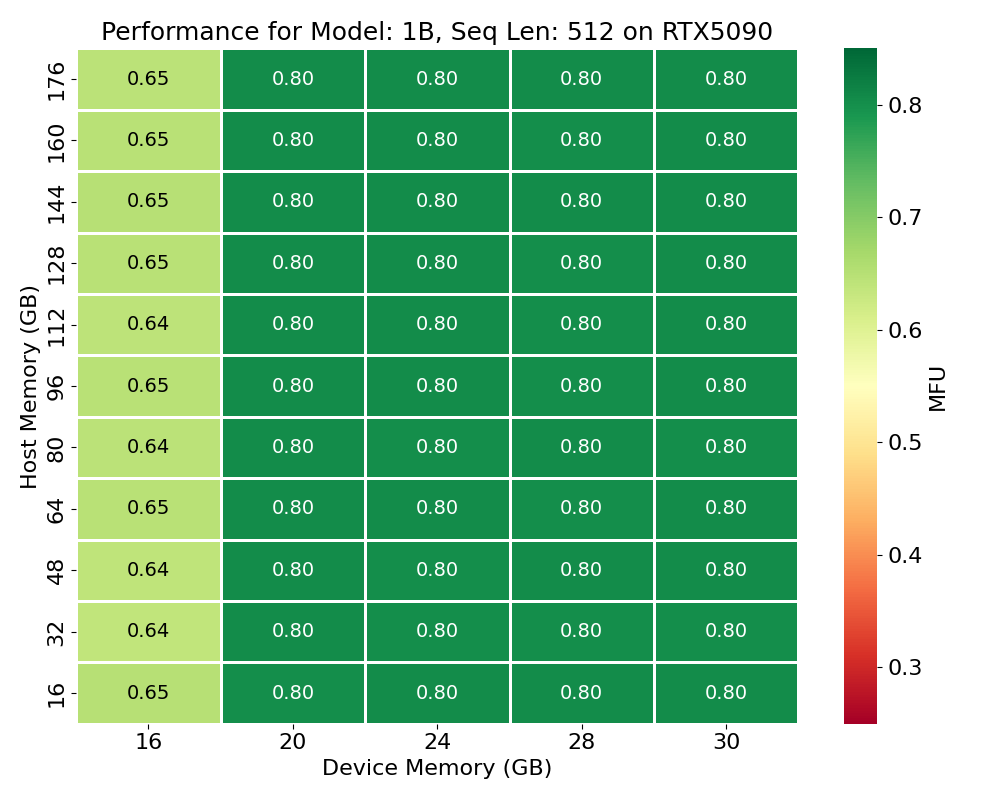 Performance for Model: 1B, Seq Len: 512 on RTX5090
176 0.65 0.80 0.80 0.80 0.80
160 0.65 0.80 0.80 0.80 0.80
144 0.65 0.80 0.80 0.80 0.80
128 0.65 0.80 0.80 0.80 0.80
112 0.64 0.80 0.80 0.80 0.80
96 0.65 0.80 0.80 0.80 0.80
80 0.64 0.80 0.80 0.80 0.80
64 0.65 0.80 0.80 0.80 0.80
48 0.64 0.80 0.80 0.80 0.80
32 0.64 0.80 0.80 0.80 0.80
16 0.65 0.80 0.80 0.80 0.80
Host Memory (GB)
16 20 24 28 30
Device Memory (GB)
0.8
0.7
0.6
0.5
0.4
0.3
MFU